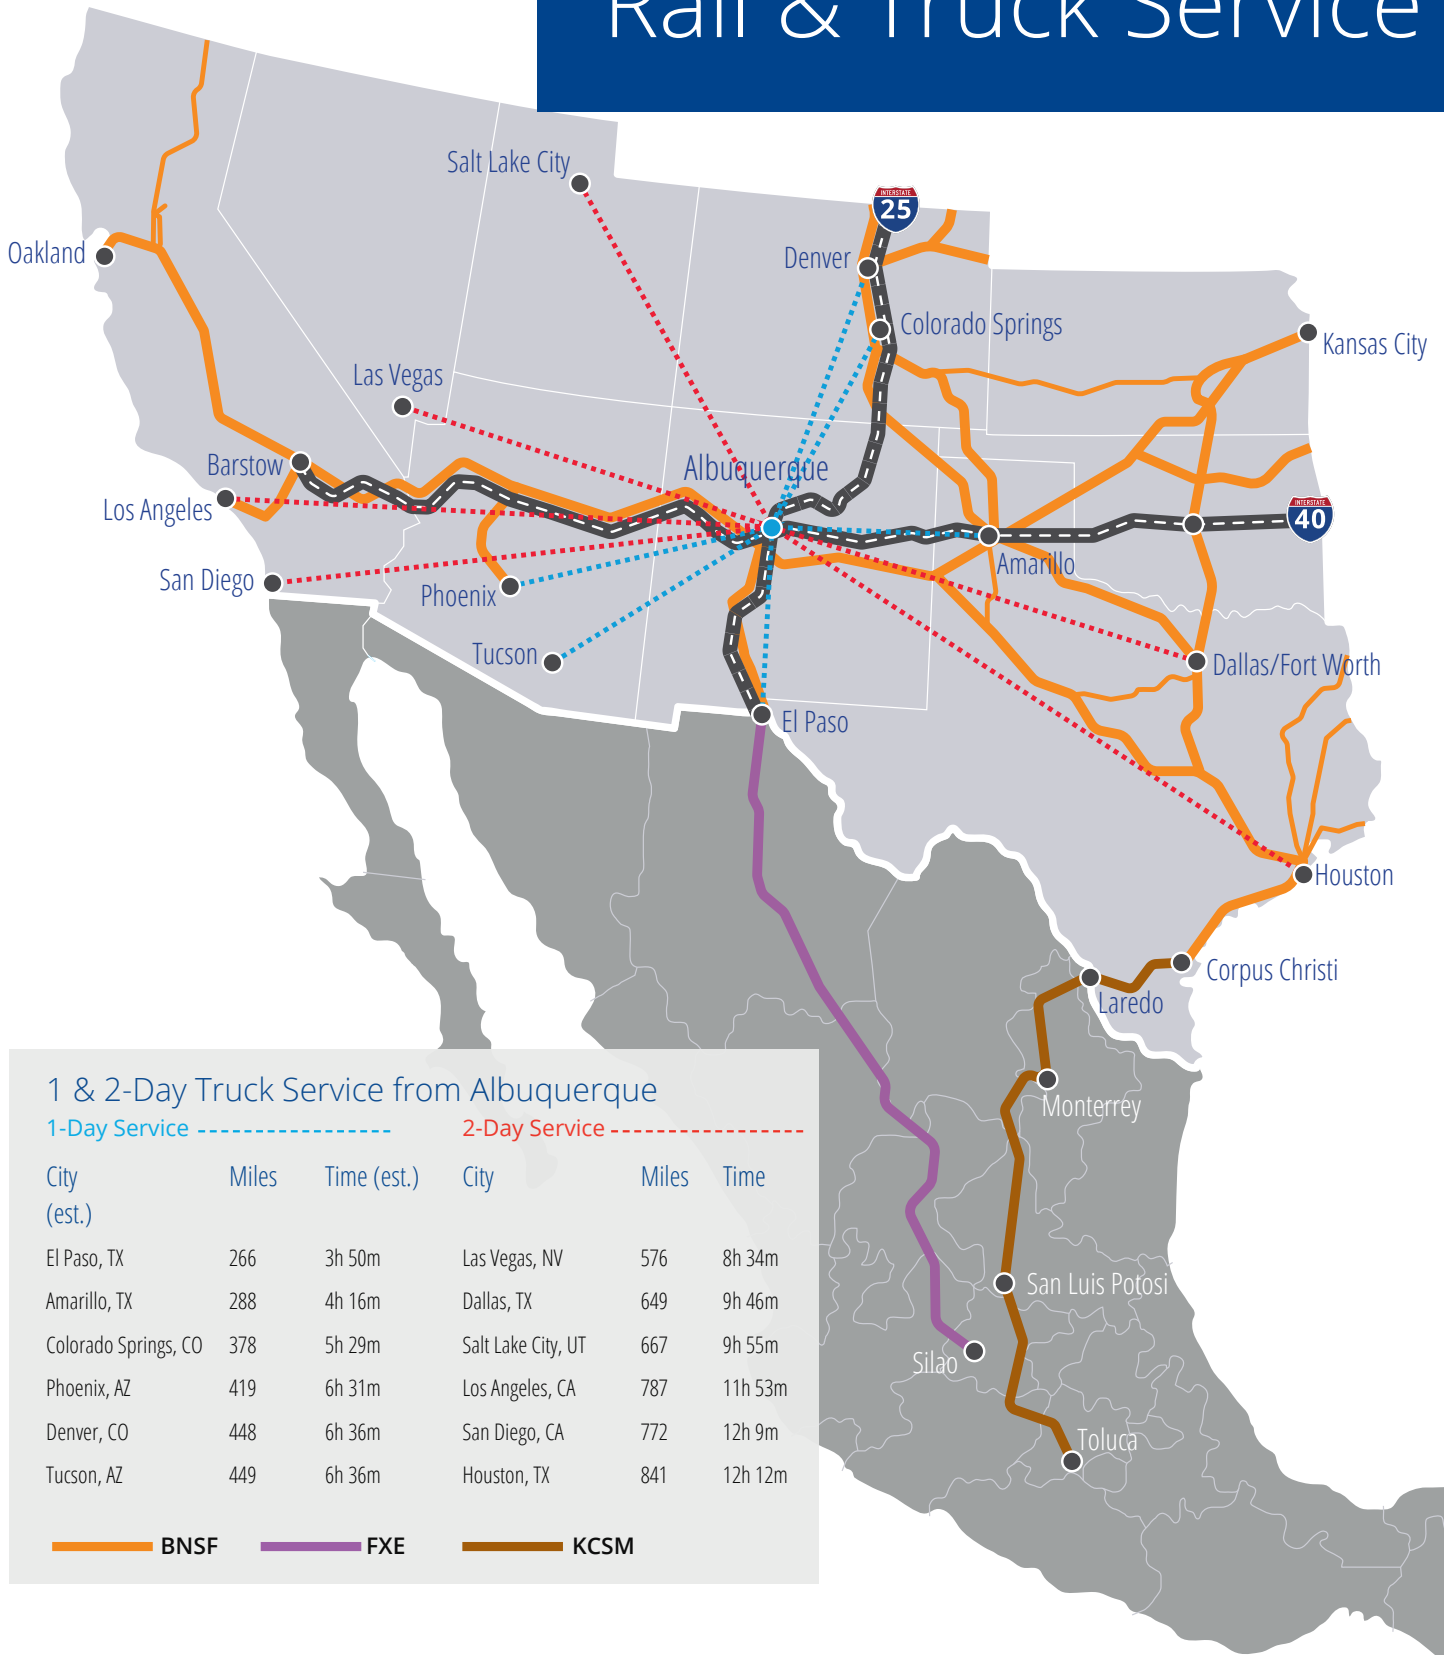 Rail & Truck Service
INTERSTATE
25
Salt Lake City
Oakland
Denver
Colorado Springs
Kansas City
Las Vegas
Barstow
Albuquerque
Los Angeles
INTERSTATE
40
San Diego
Phoenix
Amarillo
Tucson
Dallas/Fort Worth
El Paso
Houston
Corpus Christi
Laredo
Monterrey
San Luis Potosi
Silao
Toluca
1 & 2-Day Truck Service from Albuquerque
1-Day Service 2-Day Service
City Miles Time (est.) City Miles Time
(est.)
El Paso, TX 266 3h 50m Las Vegas, NV 576 8h 34m
Amarillo, TX 288 4h 16m Dallas, TX 649 9h 46m
Colorado Springs, CO 378 5h 29m Salt Lake City, UT 667 9h 55m
Phoenix, AZ 419 6h 31m Los Angeles, CA 787 11h 53m
Denver, CO 448 6h 36m San Diego, CA 772 12h 9m
Tucson, AZ 449 6h 36m Houston, TX 841 12h 12m
BNSF FXE KCSM